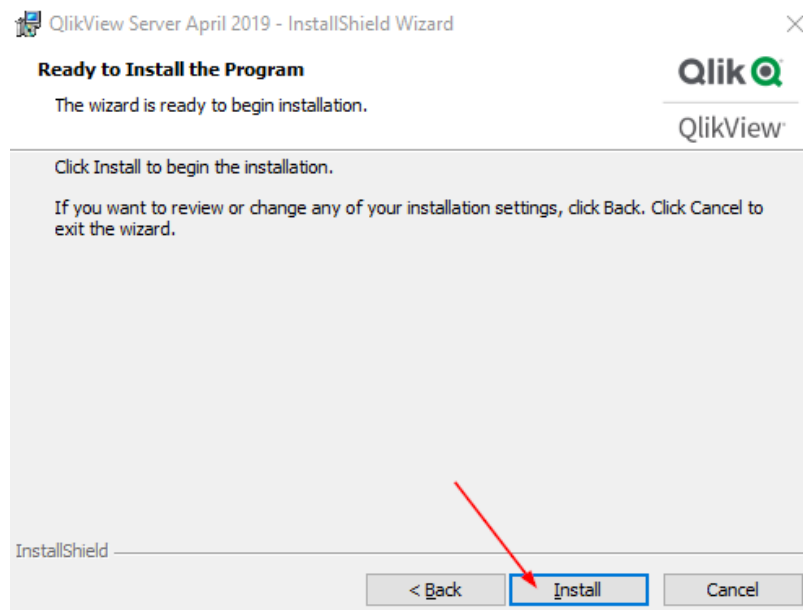 QlikView Server April 2019 - InstallShield Wizard
Ready to Install the Program
The wizard is ready to begin installation.
Qlik
QlikView
Click Install to begin the installation.
If you want to review or change any of your installation settings, click Back. Click Cancel to
exit the wizard.
InstallShield
< Back
Install
Cancel